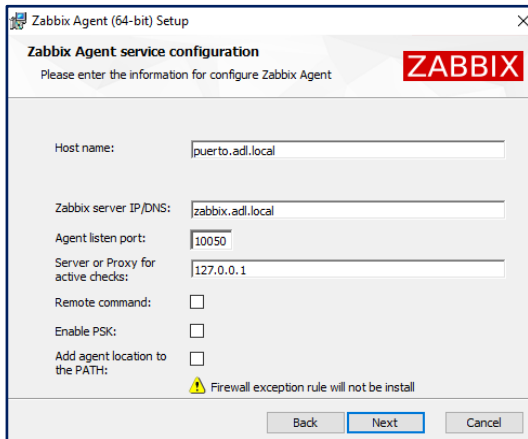 Zabbix Agent (64-bit) Setup
Zabbix Agent service configuration
Please enter the information for configure Zabbix Agent
ZABBIX
Host name:
puerto.adl.local
Zabbix server IP/DNS:
zabbix.adl.local
Agent listen port:
10050
Server or Proxy for
active checks:
127.0.0.1
Remote command:
Enable PSK:
Add agent location to
the PATH:
Firewall exception rule will not be install
Back
Next
Cancel